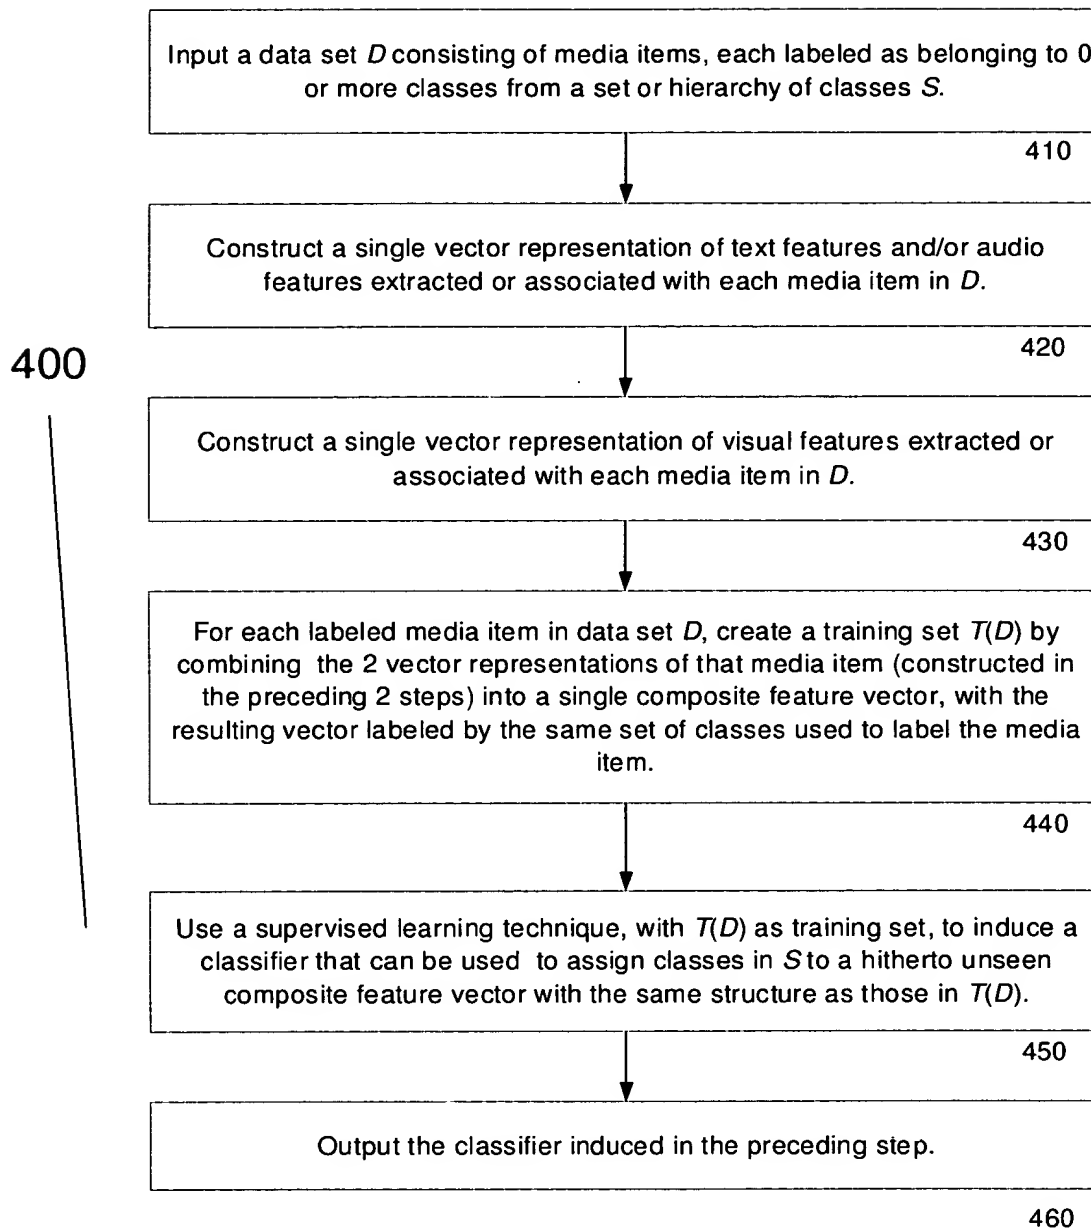 Input a data set D consisting of media items, each labeled as belonging to 0
or more classes from a set or hierarchy of classes S.
410
Construct a single vector representation of text features and/or audio
features extracted or associated with each media item in D.
420
400
Construct a single vector representation of visual features extracted or
associated with each media item in D.
430
For each labeled media item in data set D, create a training set T(D) by
combining the 2 vector representations of that media item (constructed in
the preceding 2 steps) into a single composite feature vector, with the
resulting vector labeled by the same set of classes used to label the media
item.
440
Use a supervised learning technique, with T(D) as training set, to induce a
classifier that can be used to assign classes in S to a hitherto unseen
composite feature vector with the same structure as those in T(D).
450
Output the classifier induced in the preceding step.
460